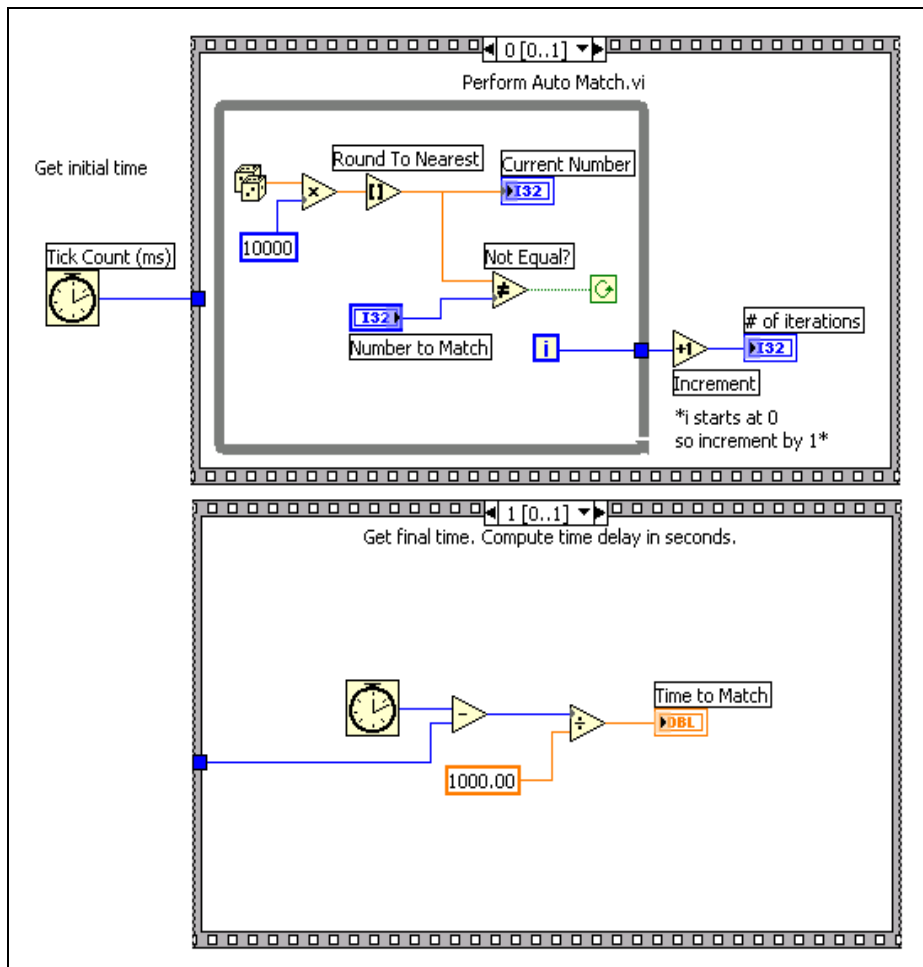 0 [0..1]
Perform Auto Match.vi
Get initial time
Round To Nearest
Current Number
I32
10000
Tick Count (ms)
Not Equal?
I32
Number to Match
i
# of iterations
+1
I32
Increment
*i starts at 0
so increment by 1*
1 [0..1]
Get final time. Compute time delay in seconds.
Time to Match
DBL
1000.00